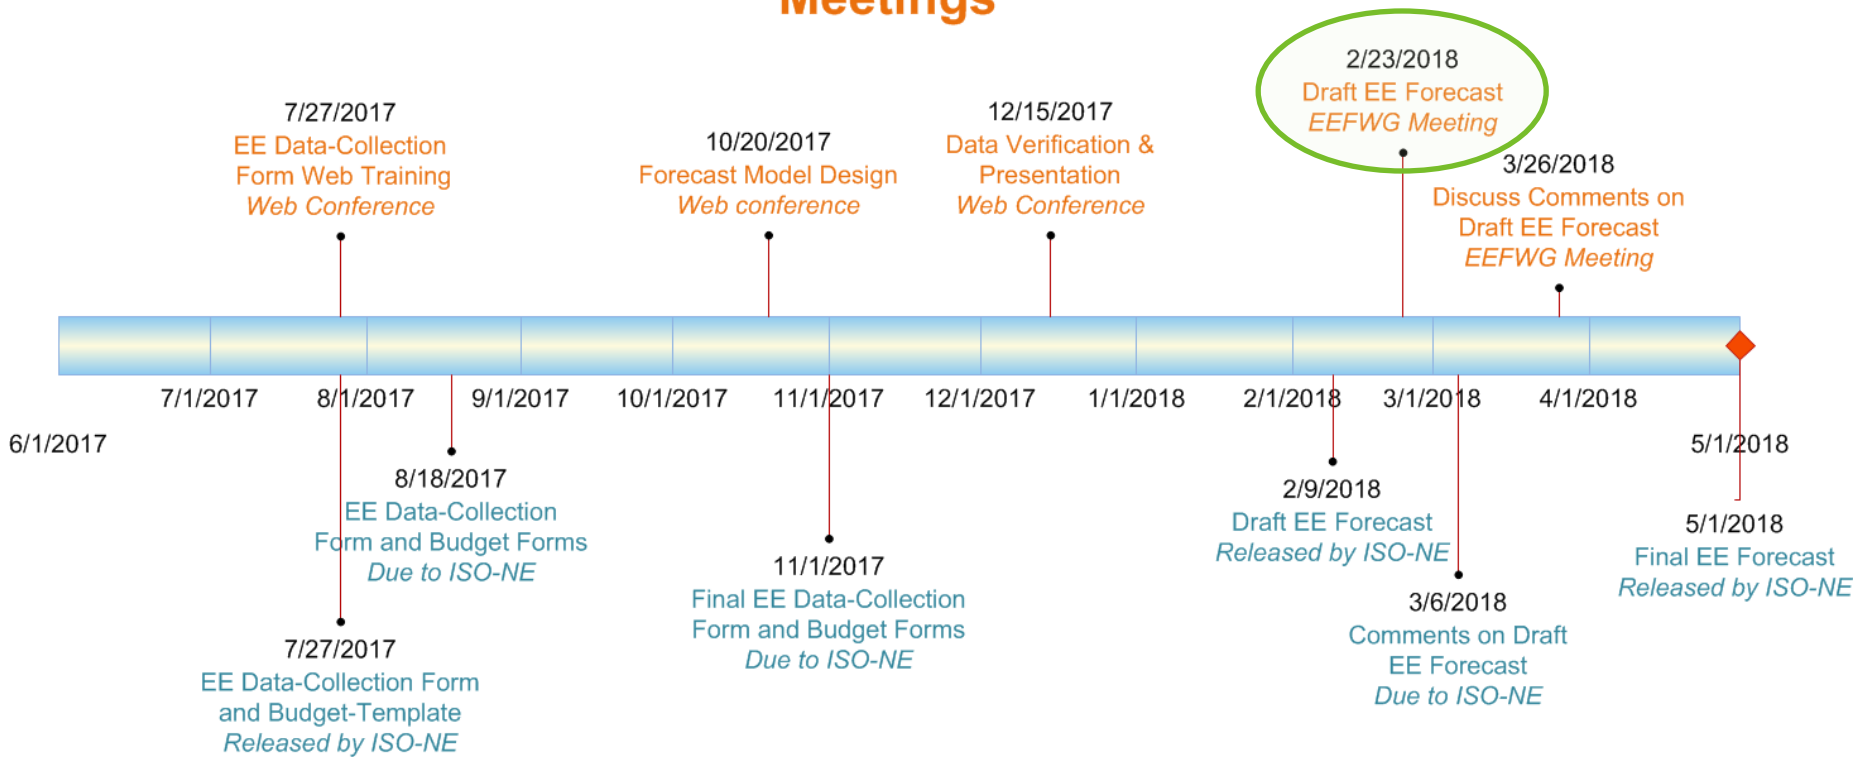 Meetings
2/23/2018
Draft EE Forecast
EEFWG Meeting
7/27/2017
EE Data-Collection
Form Web Training
Web Conference
10/20/2017
Forecast Model Design
Web conference
12/15/2017
Data Verification &
Presentation
Web Conference
3/26/2018
Discuss Comments on
Draft EE Forecast
EEFWG Meeting
7/1/2017
8/1/2017
9/1/2017
10/1/2017
11/1/2017
12/1/2017
1/1/2018
2/1/2018
3/1/2018
4/1/2018
6/1/2017
5/1/2018
8/18/2017
EE Data-Collection
Form and Budget Forms
Due to ISO-NE
7/27/2017
EE Data-Collection Form
and Budget-Template
Released by ISO-NE
11/1/2017
Final EE Data-Collection
Form and Budget Forms
Due to ISO-NE
2/9/2018
Draft EE Forecast
Released by ISO-NE
3/6/2018
Comments on Draft
EE Forecast
Due to ISO-NE
5/1/2018
Final EE Forecast
Released by ISO-NE